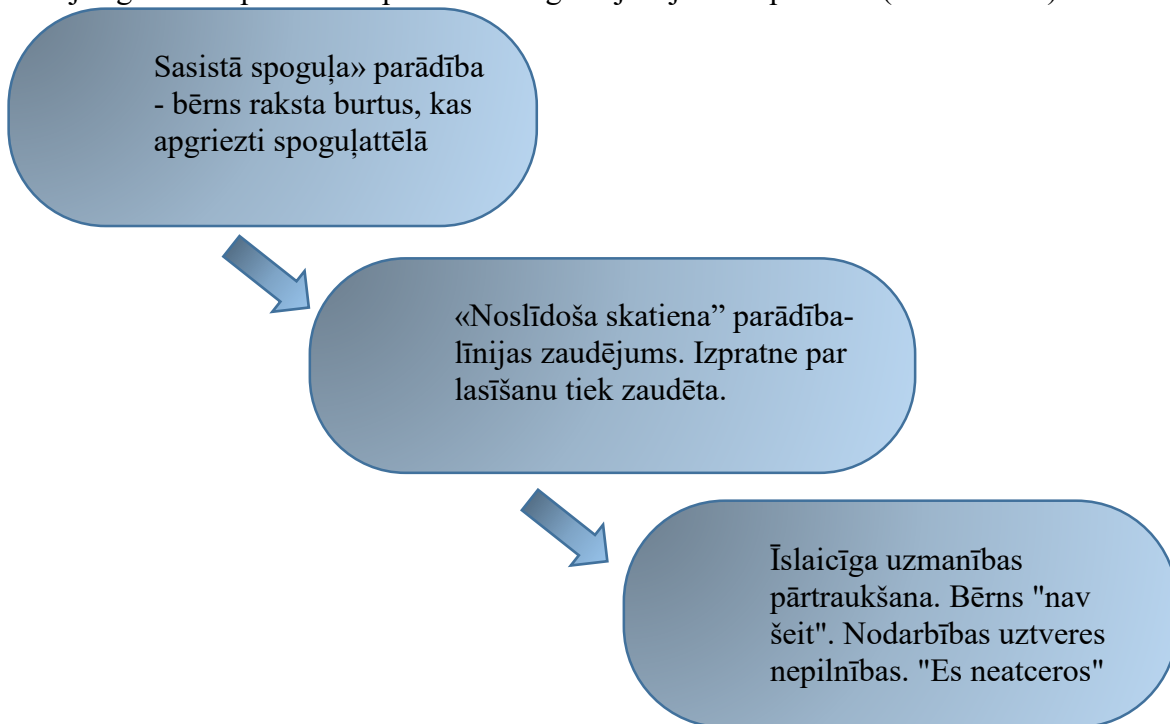 Sasistā spoguļa» parādība
- bērns raksta burtus, kas
apgriezti spoguļattēlā
«Noslīdoša skatiena” parādība-
līnijas zaudējums. Izpratne par
lasīšanu tiek zaudēta.
Īslaicīga uzmanības
pārtraukšana. Bērns "nav
šeit". Nodarbības uztveres
nepilnības. "Es neatceros"